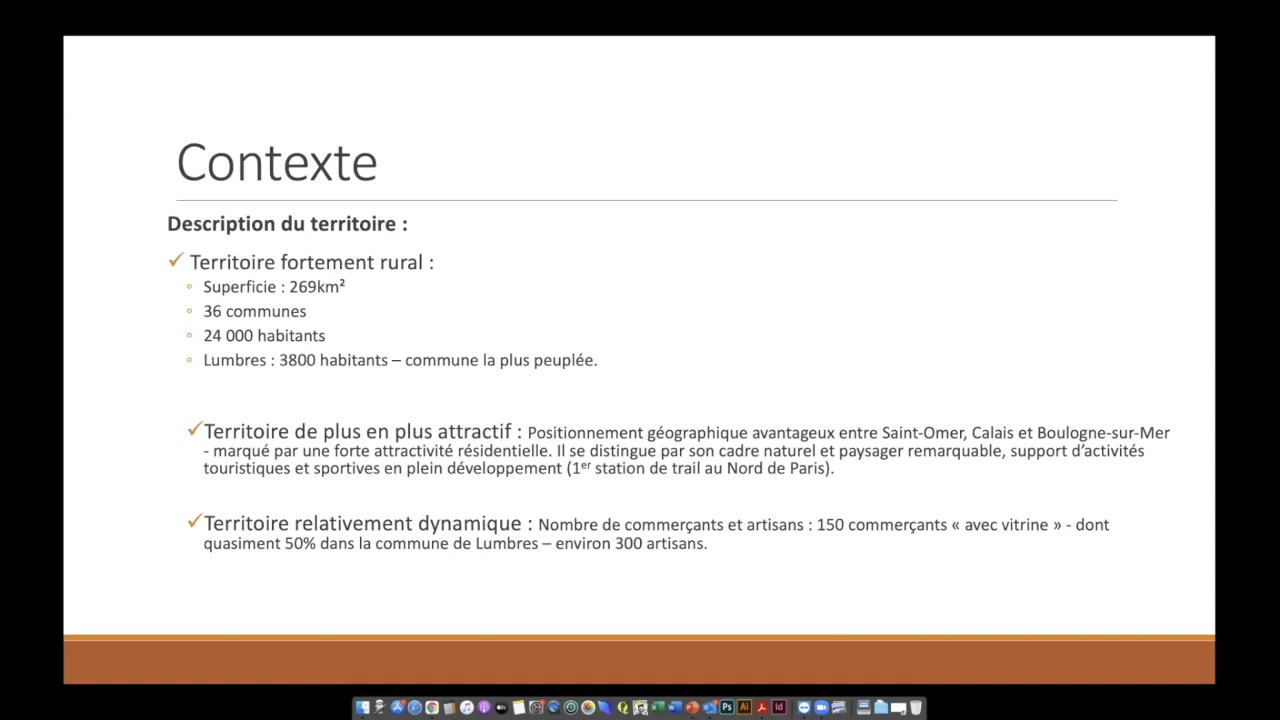 Contexte
Description du territoire :
Territoire fortement rural :
Superficie : 269km²
36 communes
24 000 habitants
Lumbres : 3800 habitants – commune la plus peuplée.
Territoire de plus en plus attractif : Positionnement géographique avantageux entre Saint-Omer, Calais et Boulogne-sur-Mer
- marqué par une forte attractivité résidentielle. Il se distingue par son cadre naturel et paysager remarquable, support d’activités
touristiques et sportives en plein développement (1er station de trail au Nord de Paris).
Territoire relativement dynamique : Nombre de commerçants et artisans : 150 commerçants « avec vitrine » - dont
quasiment 50% dans la commune de Lumbres – environ 300 artisans.
Ps Ai Id